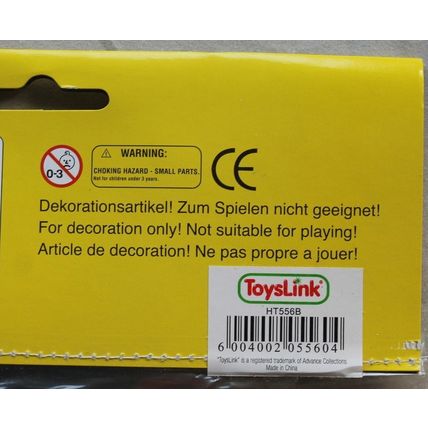 0-3
WARNING:
CHOKING HAZARD - SMALL PARTS.
Not for children under 3 years.
CE
Dekorationsartikel! Zum Spielen nicht geeignet!
For decoration only! Not suitable for playing!
Article de decoration! Ne pas propre a jouer!
ToysLink
HT556B
6 004002 055604
"ToysLink" is a registered trademark of Advance Collections.
Made in China